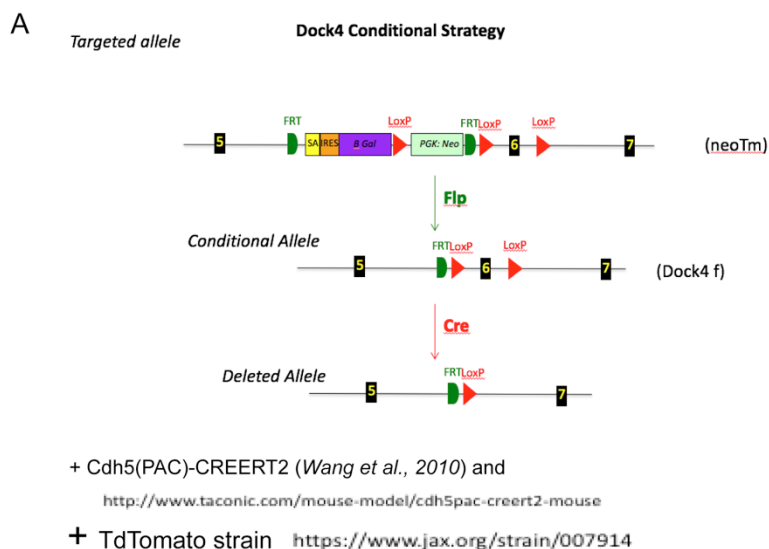 A
Dock4 Conditional Strategy
Targeted allele
FRT LoxP FRT LoxP LoxP
5 SA IRES B Gal PGK: Neo 6 7 (neoTm)
Flp
Conditional Allele
FRT LoxP LoxP
5 6 7 (Dock4 f)
Cre
Deleted Allele
FRT LoxP
5 7
+ Cdh5(PAC)-CREERT2 (Wang et al., 2010) and
http://www.taconic.com/mouse-model/cdh5pac-creert2-mouse
+ TdTomato strain https://www.jax.org/strain/007914